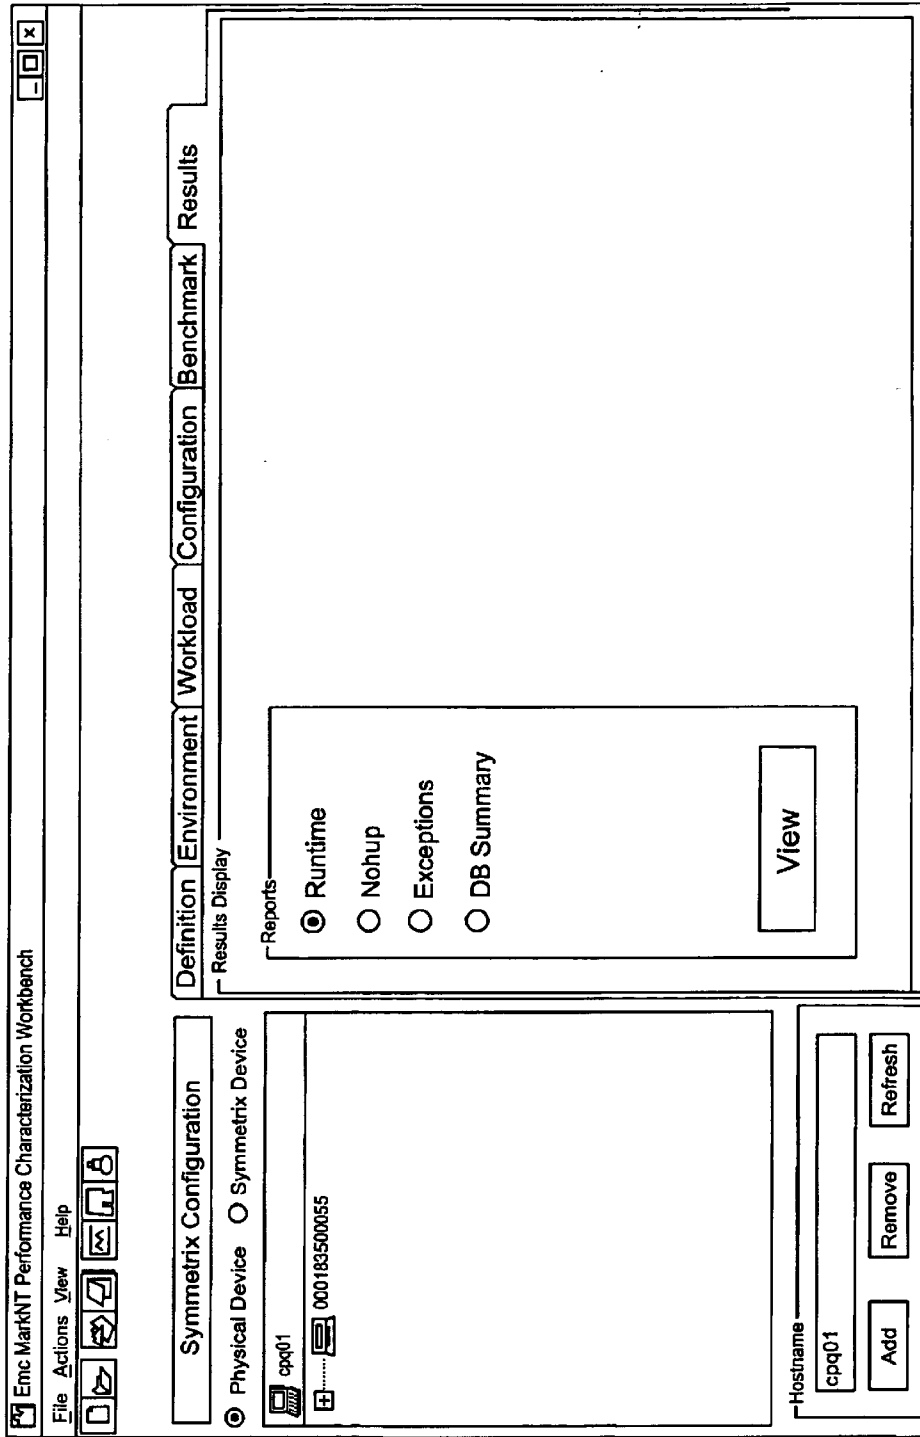 Emc MarkNT Performance Characterization Workbench
File Actions View Help
Symmetrix Configuration
Physical Device Symmetrix Device
cpq01
000183500055
Hostname
cpq01
Add Remove Refresh
Definition Environment Workload Configuration Benchmark Results
Results Display
Reports
Runtime
Nohup
Exceptions
DB Summary
View